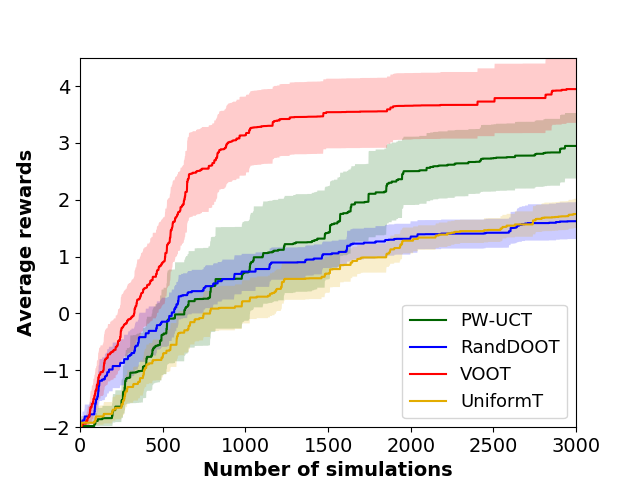 Average rewards
4
3
2
1
0
−1
−2
0 500 1000 1500 2000 2500 3000
Number of simulations
PW-UCT
RandDOOT
VOOT
UniformT